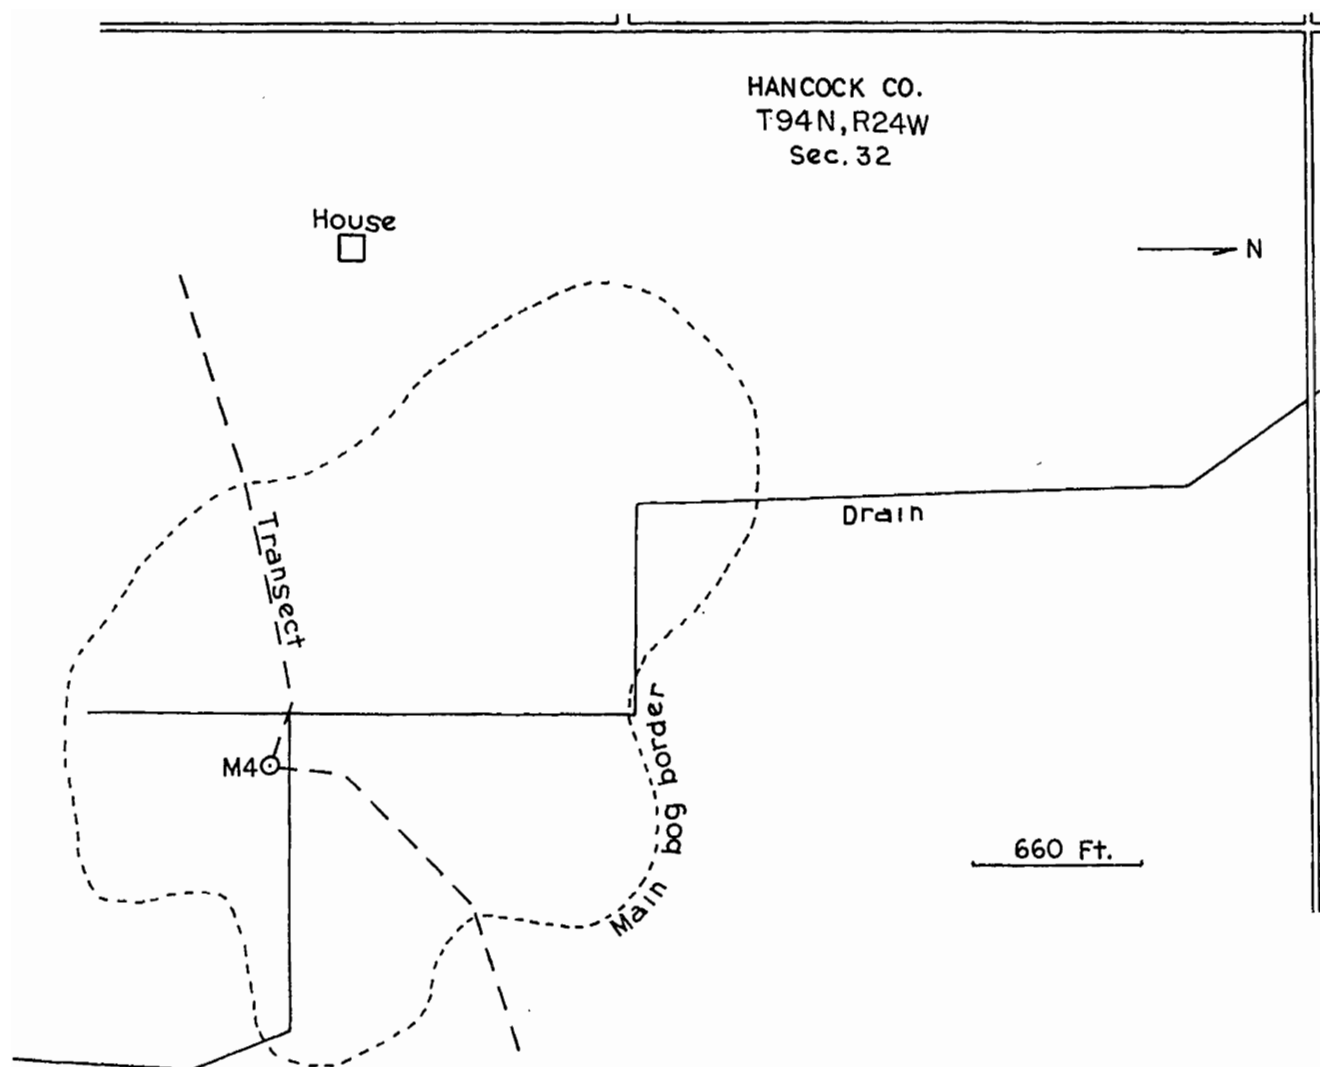 HANCOCK CO.
T94N, R24W
Sec. 32
House
N
Transect
Drain
Main bog border
M4
660 Ft.